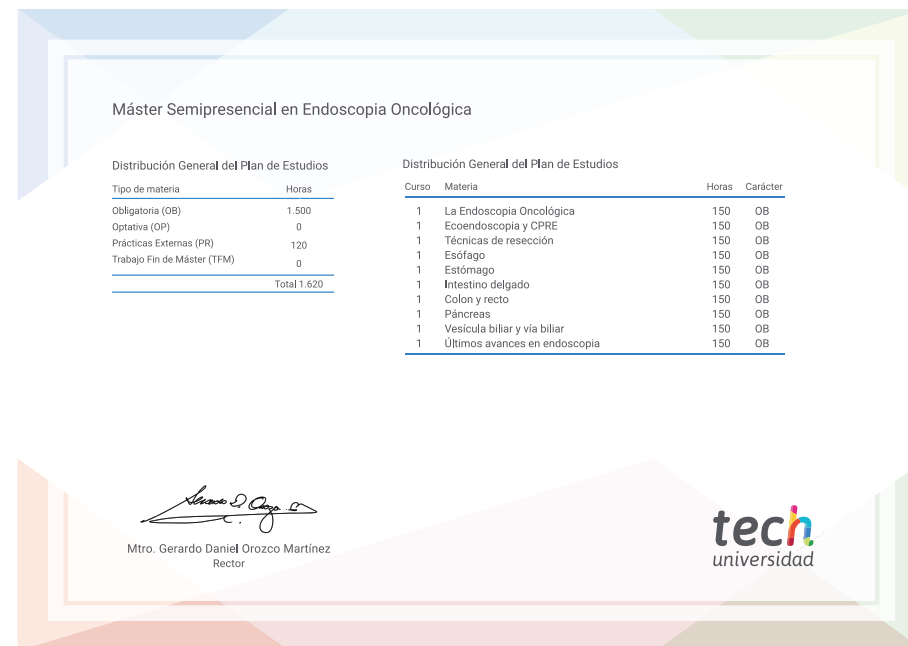 Máster Semipresencial en Endoscopia Oncológica
Distribución General del Plan de Estudios
Tipo de materia Horas
Obligatoria (OB) 1.500
Optativa (OP) 0
Prácticas Externas (PR) 120
Trabajo Fin de Máster (TFM) 0
Total 1.620
Distribución General del Plan de Estudios
Curso Materia Horas Carácter
1 La Endoscopia Oncológica 150 OB
1 Ecoendoscopia y CPRE 150 OB
1 Técnicas de resección 150 OB
1 Esófago 150 OB
1 Estómago 150 OB
1 Intestino delgado 150 OB
1 Colon y recto 150 OB
1 Páncreas 150 OB
1 Vesícula biliar y vía biliar 150 OB
1 Últimos avances en endoscopia 150 OB
Mtro. Gerardo Daniel Orozco Martínez
Rector
tech
universidad